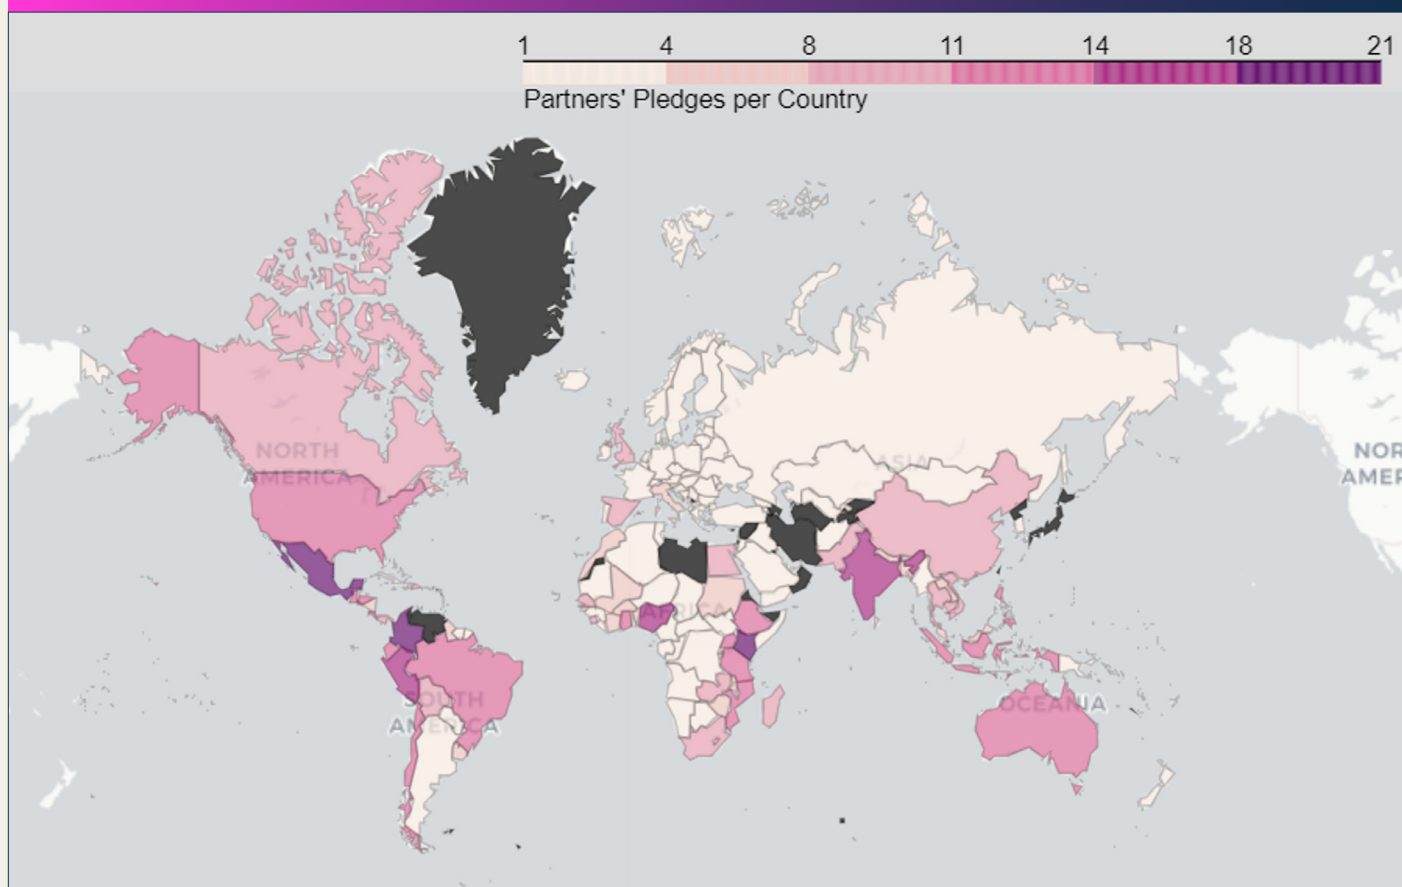 1 4 8 11 14 18 21
Partners' Pledges per Country
NORTH
AMERICA
ASIA
NOR
AMER
AFRICA
SOUTH
AMERICA
OCEANIA